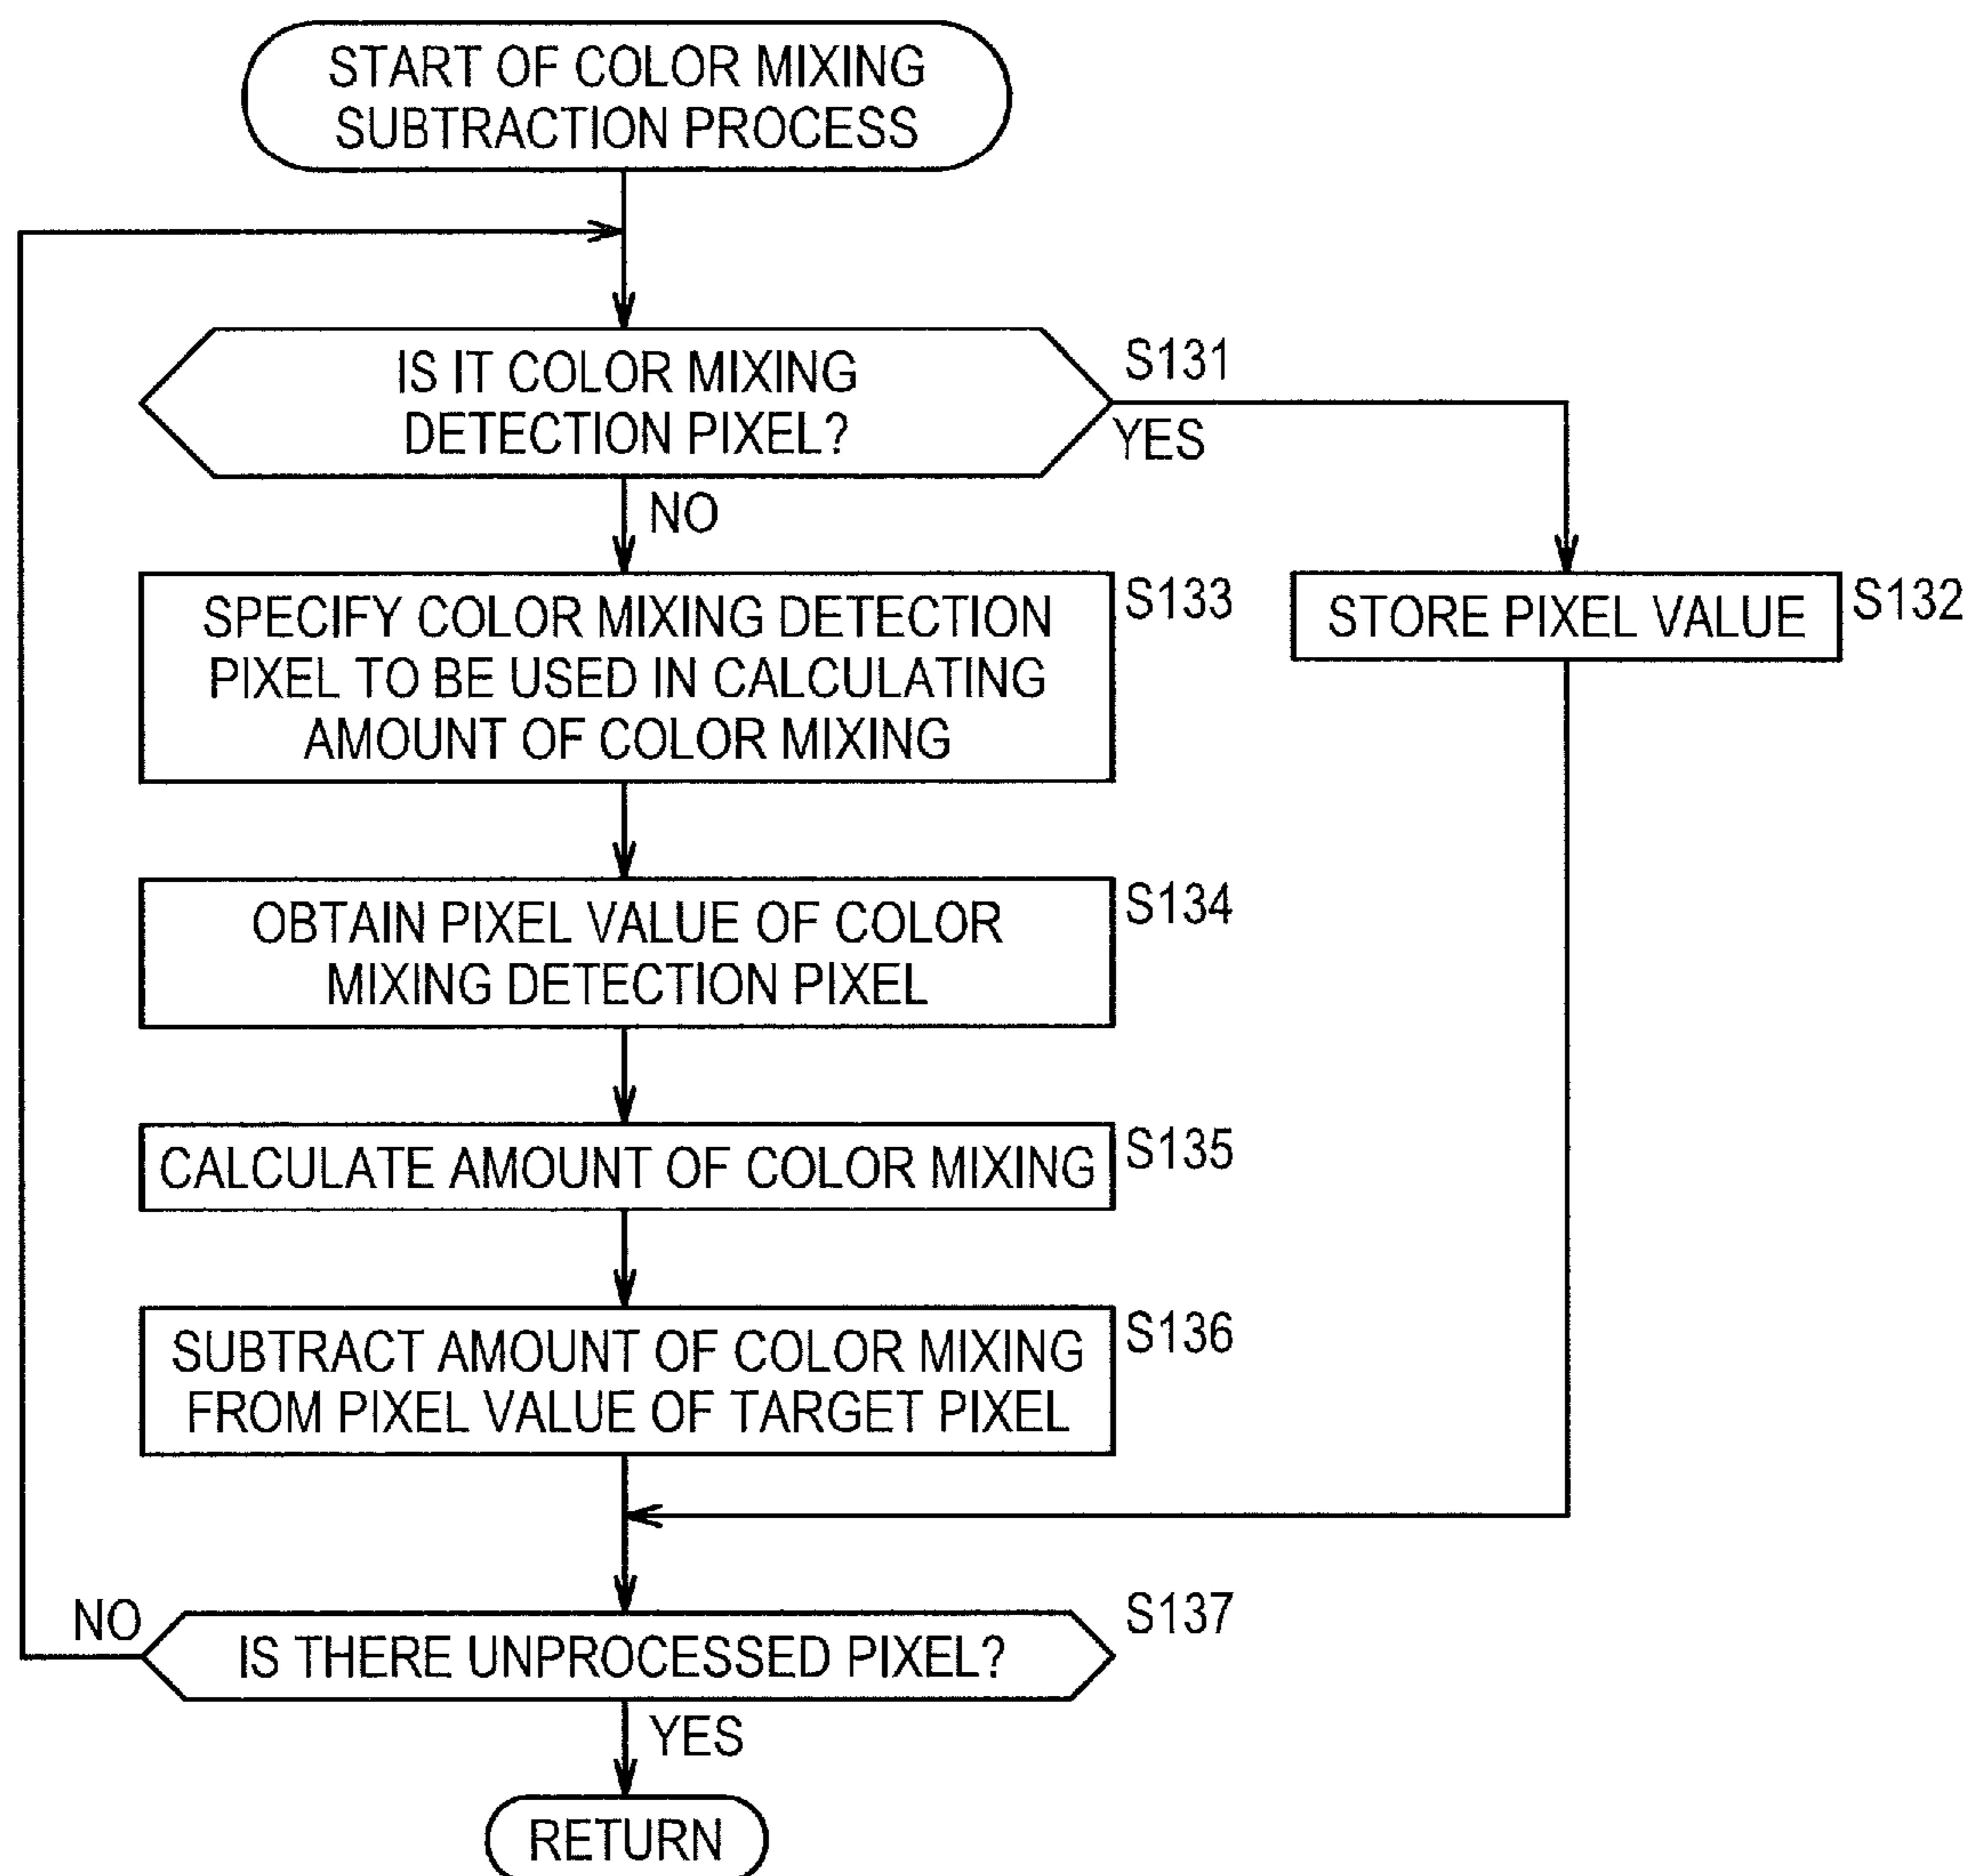 START OF COLOR MIXING
SUBTRACTION PROCESS
IS IT COLOR MIXING
DETECTION PIXEL?
S131
YES
NO
SPECIFY COLOR MIXING DETECTION
PIXEL TO BE USED IN CALCULATING
AMOUNT OF COLOR MIXING
S133
STORE PIXEL VALUE
S132
OBTAIN PIXEL VALUE OF COLOR
MIXING DETECTION PIXEL
S134
CALCULATE AMOUNT OF COLOR MIXING
S135
SUBTRACT AMOUNT OF COLOR MIXING
FROM PIXEL VALUE OF TARGET PIXEL
S136
NO
IS THERE UNPROCESSED PIXEL?
S137
YES
RETURN